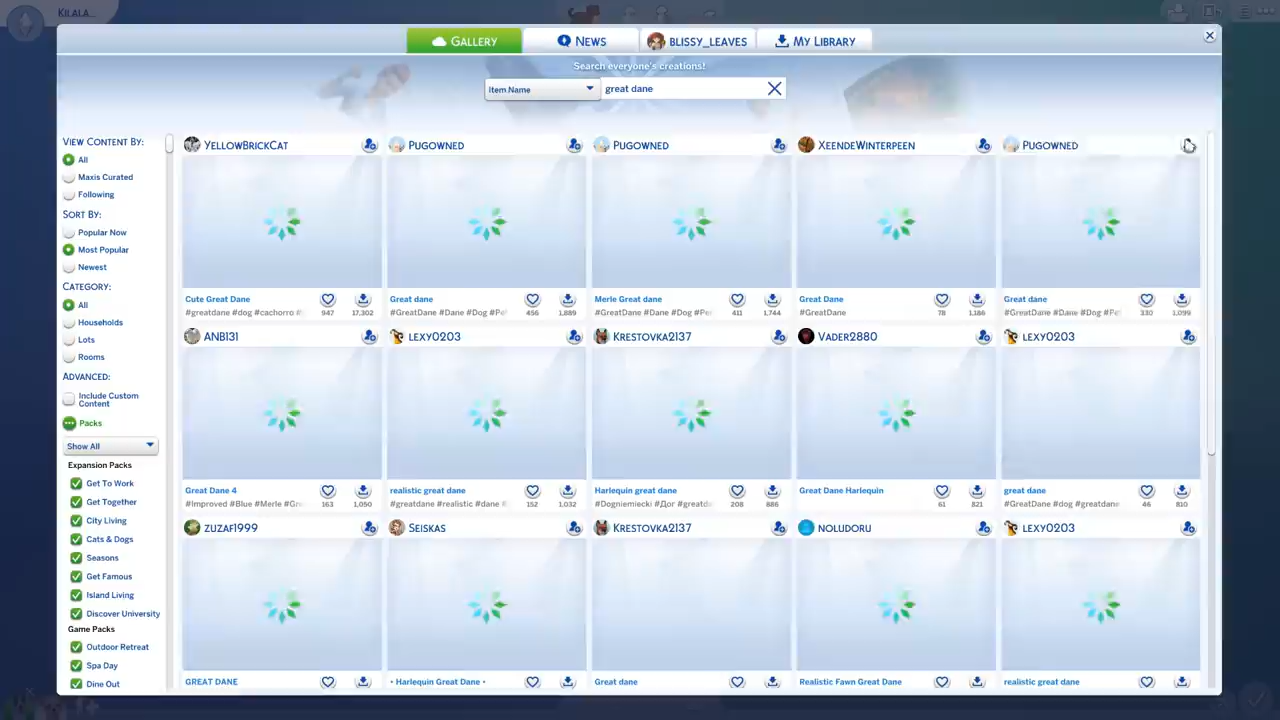 KILALA_
GALLERY
NEWS
BLISSY_LEAVES
MY LIBRARY
Search everyone's creations!
Item Name
great dane
VIEW CONTENT BY:
All
Maxis Curated
Following
SORT BY:
Popular Now
Most Popular
Newest
CATEGORY:
All
Households
Lots
Rooms
ADVANCED:
Include Custom
Content
Packs
Show All
Expansion Packs
Get To Work
Get Together
City Living
Cats & Dogs
Seasons
Get Famous
Island Living
Discover University
Game Packs
Outdoor Retreat
Spa Day
Dine Out
YELLOWBRICKCAT
PUGOWNED
PUGOWNED
XEENDEWINTERPEEN
PUGOWNED
Cute Great Dane
#greatdane #dog #cachorro
947
17,302
Great dane
#GreatDane #Dane #Dog
456
1,889
Merle Great dane
#GreatDane #Dane #Dog
411
1,744
Great Dane
#GreatDane
78
1,186
Great dane
#GreatDane #Dane #Dog
330
1,099
ANB131
LEXY0203
KRESTOVKA2137
VADER2880
LEXY0203
Great Dane 4
#Improved #Blue #Merle
163
1,050
realistic great dane
#greatdane #realistic #dane
152
1,032
Harlequin great dane
#Dogniemiecki #Дог
208
886
Great Dane Harlequin
61
821
great dane
#GreatDane #dog #greatdane
46
810
ZUZAF1999
SEISKAS
KRESTOVKA2137
NOLUDORU
LEXY0203
GREAT DANE
• Harlequin Great Dane •
Great dane
Realistic Fawn Great Dane
realistic great dane